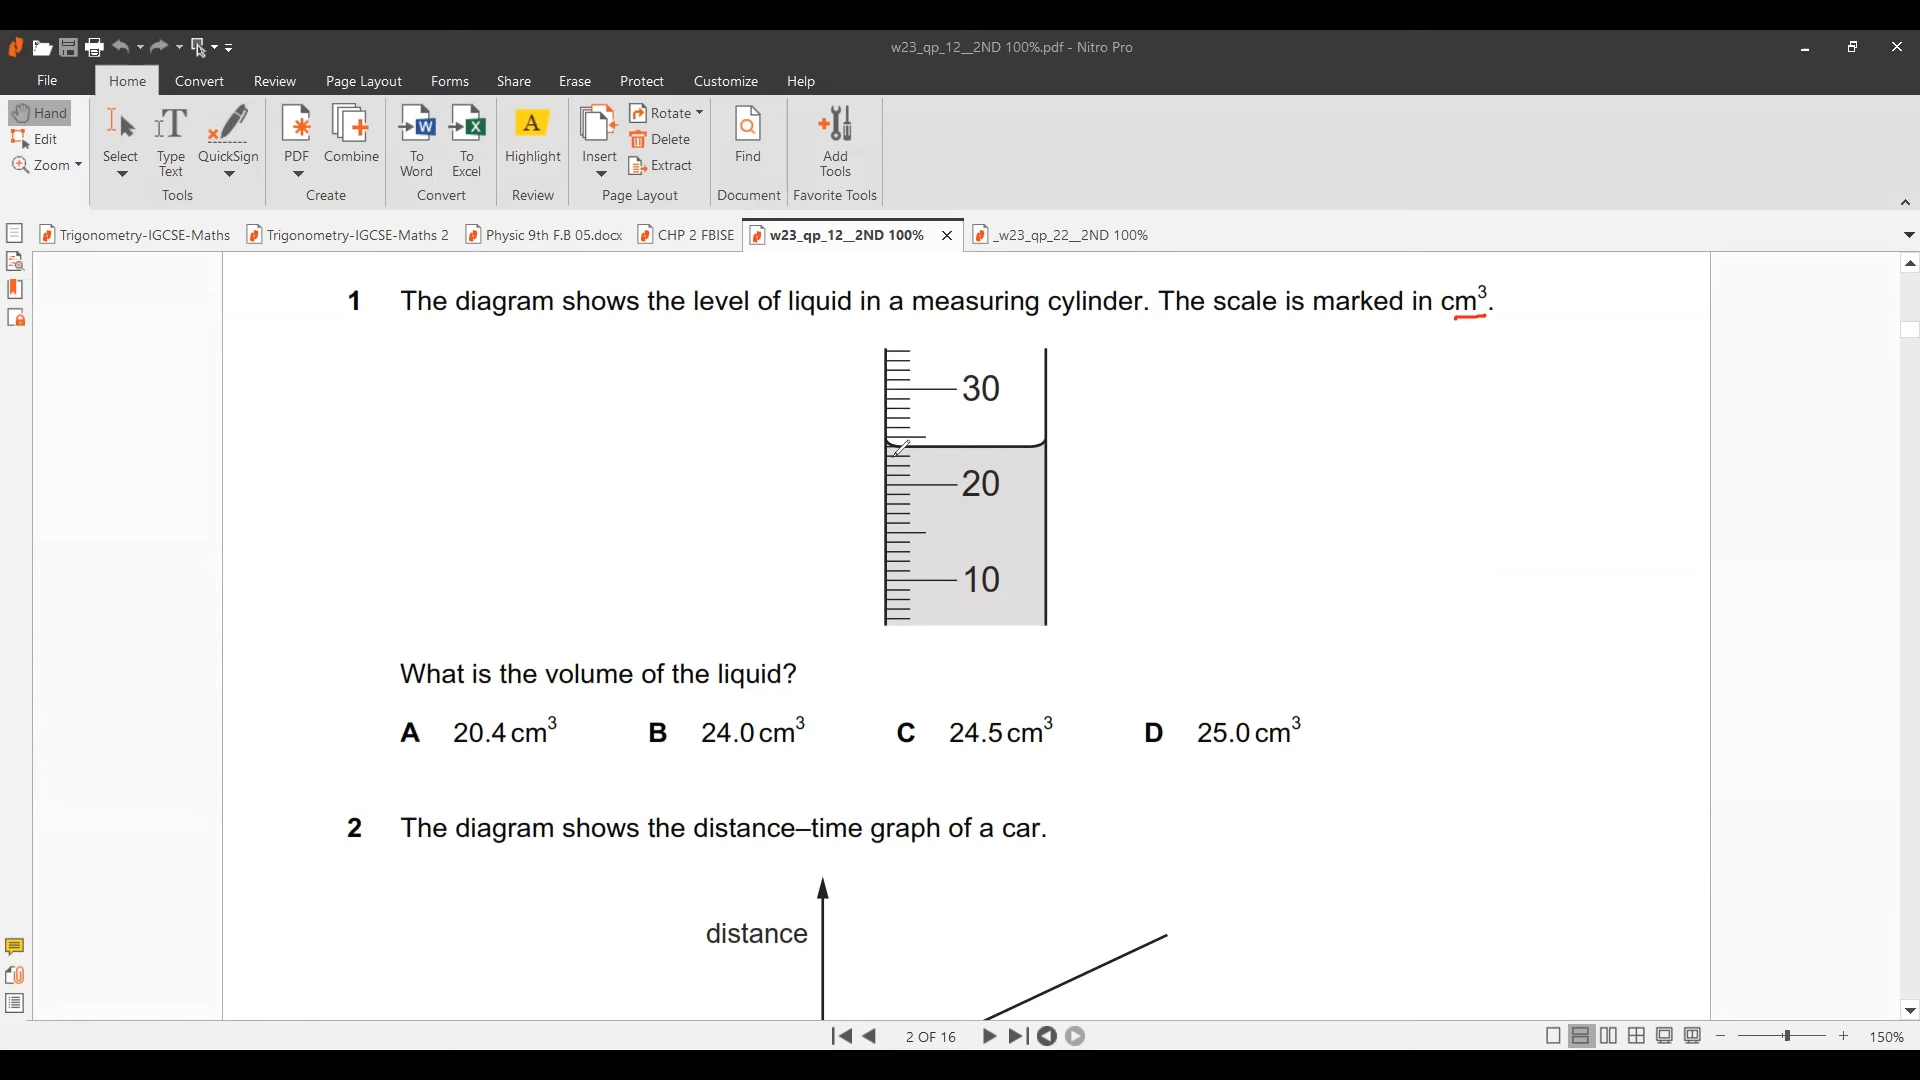 w23_qp_12__2ND 100%.pdf - Nitro Pro
File Home Convert Review Page Layout Forms Share Erase Protect Customize Help
Hand
Edit
Zoom
Select
Type Text
QuickSign
Tools
PDF
Combine
Create
To Word
To Excel
Convert
Highlight
Review
Insert
Rotate
Delete
Extract
Page Layout
Find
Document
Add Tools
Favorite Tools
Trigonometry-IGCSE-Maths Trigonometry-IGCSE-Maths 2 Physic 9th F.B 05.docx CHP 2 FBISE w23_qp_12__2ND 100% _w23_qp_22__2ND 100%
1 The diagram shows the level of liquid in a measuring cylinder. The scale is marked in cm³.
30
20
10
What is the volume of the liquid?
A 20.4 cm³ B 24.0 cm³ C 24.5 cm³ D 25.0 cm³
2 The diagram shows the distance–time graph of a car.
distance
2 OF 16
150%